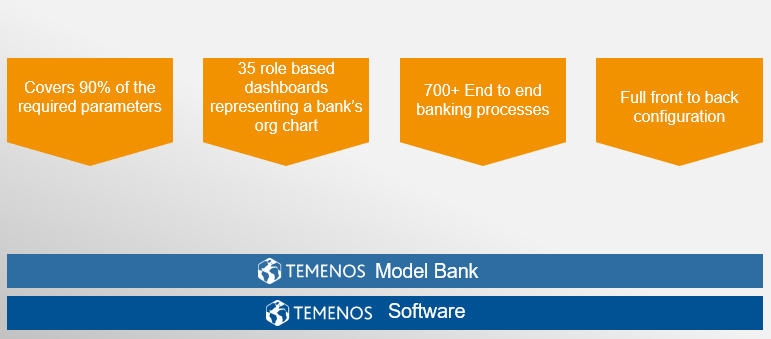 Covers 90% of the
required parameters
35 role based
dashboards
representing a bank's
org chart
700+ End to end
banking processes
Full front to back
configuration
TEMENOS Model Bank
TEMENOS Software